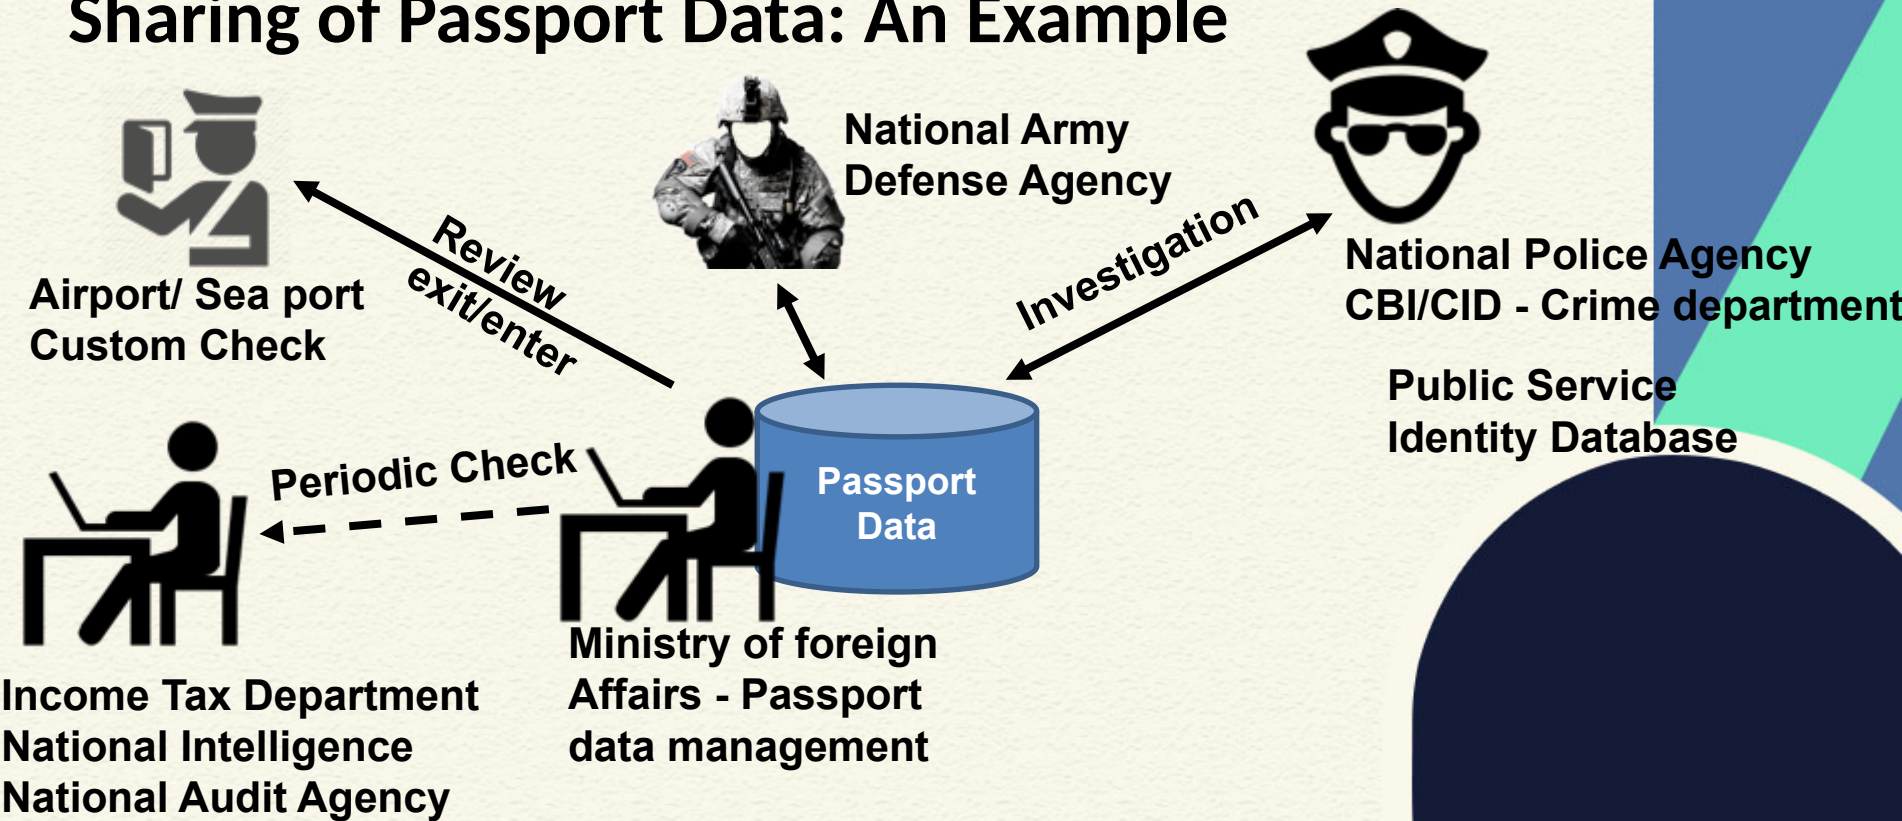 Sharing of Passport Data: An Example
National Army
Defense Agency
Review
exit/enter
Investigation
Airport/ Sea port
Custom Check
National Police Agency
CBI/CID - Crime department
Public Service
Identity Database
Periodic Check
Passport
Data
Ministry of foreign
Affairs - Passport
data management
Income Tax Department
National Intelligence
National Audit Agency